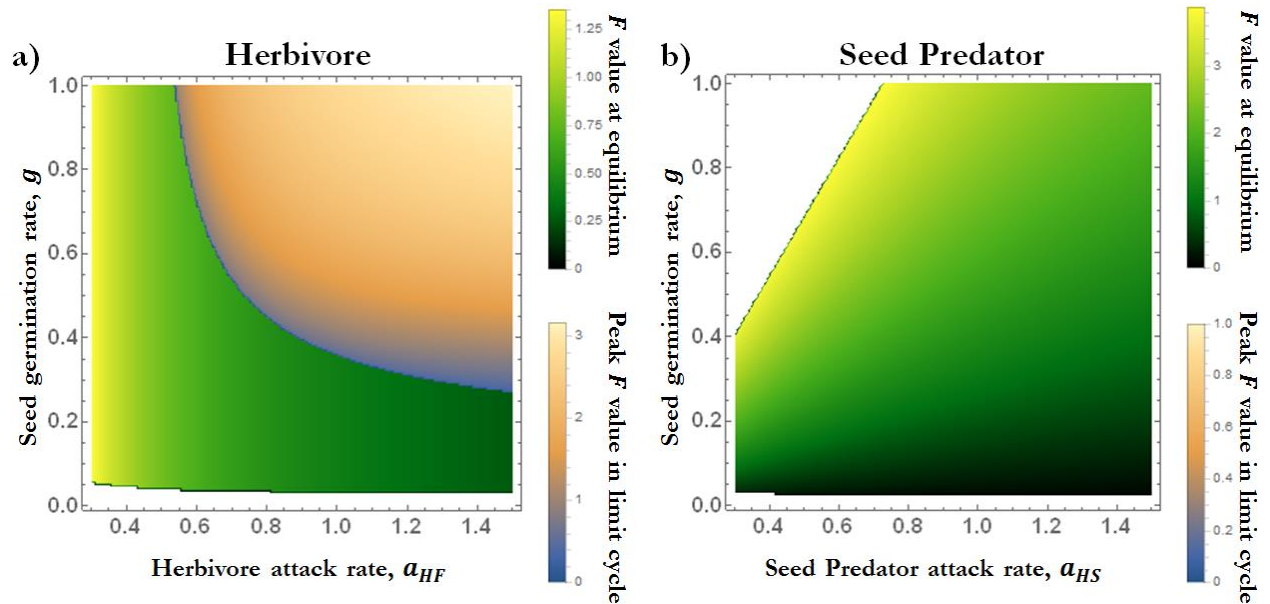 a)
Herbivore
1.0
0.8
0.6
0.4
0.2
0.0
Seed germination rate, g
0.4 0.6 0.8 1.0 1.2 1.4
Herbivore attack rate, aHF
1.25
1.00
0.75
0.50
0.25
0
F value at equilibrium
3
2
1
0
Peak F value in limit cycle
b)
Seed Predator
1.0
0.8
0.6
0.4
0.2
0.0
Seed germination rate, g
0.4 0.6 0.8 1.0 1.2 1.4
Seed Predator attack rate, aHS
3
2
1
0
F value at equilibrium
1.0
0.8
0.6
0.4
0.2
0
Peak F value in limit cycle